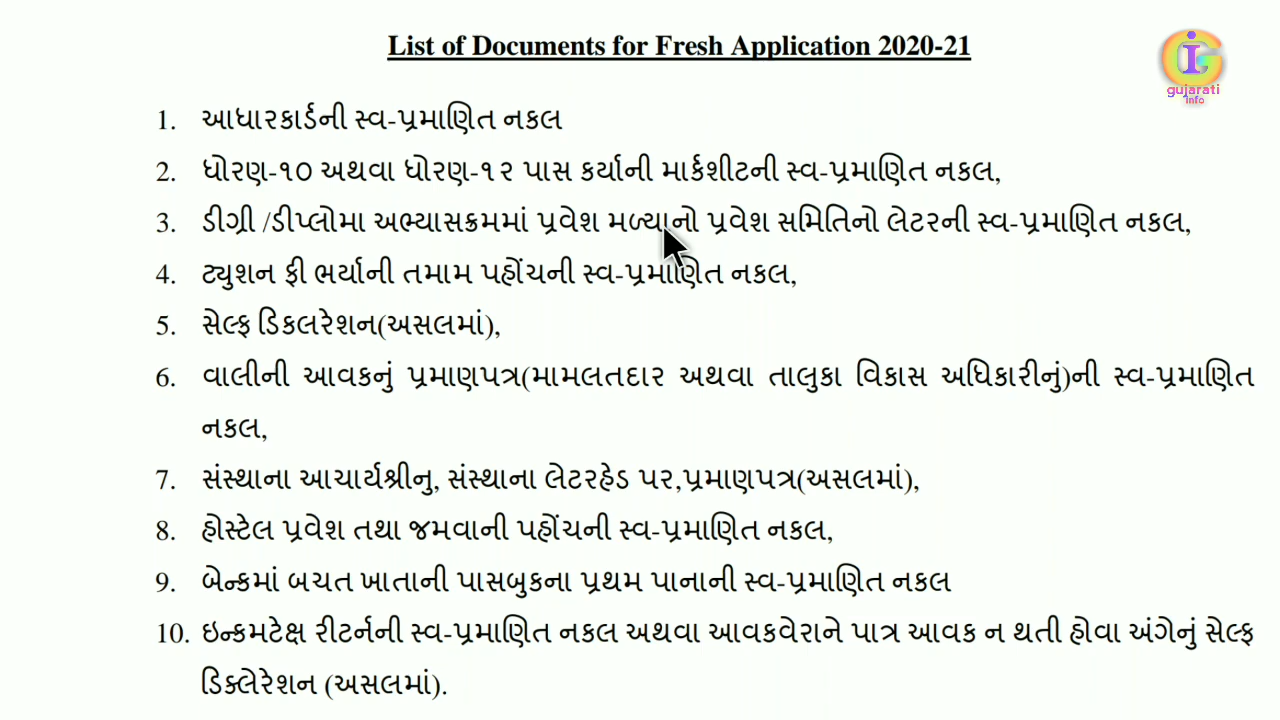 List of Documents for Fresh Application 2020-21
gujarati
info
1. આધારકાર્ડની સ્વ-પ્રમાણિત નકલ
2. ધોરણ-૧૦ અથવા ધોરણ-૧૨ પાસ કર્યાની માર્કશીટની સ્વ-પ્રમાણિત નકલ,
3. ડીગ્રી /ડીપ્લોમા અભ્યાસક્રમમાં પ્રવેશ મળ્યાનો પ્રવેશ સમિતિનો લેટરની સ્વ-પ્રમાણિત નકલ,
4. ટ્યુશન ફી ભર્યાની તમામ પહોંચની સ્વ-પ્રમાણિત નકલ,
5. સેલ્ફ ડિકલરેશન(અસલમાં),
6. વાલીની આવકનું પ્રમાણપત્ર(મામલતદાર અથવા તાલુકા વિકાસ અધિકારીનું)ની સ્વ-પ્રમાણિત
નકલ,
7. સંસ્થાના આચાર્યશ્રીનુ, સંસ્થાના લેટરહેડ પર,પ્રમાણપત્ર(અસલમાં),
8. હોસ્ટેલ પ્રવેશ તથા જમવાની પહોંચની સ્વ-પ્રમાણિત નકલ,
9. બેન્કમાં બચત ખાતાની પાસબુકના પ્રથમ પાનાની સ્વ-પ્રમાણિત નકલ
10. ઇન્કમટેક્ષ રીટર્નની સ્વ-પ્રમાણિત નકલ અથવા આવકવેરાને પાત્ર આવક ન થતી હોવા અંગેનું સેલ્ફ
ડિક્લેરેશન (અસલમાં).